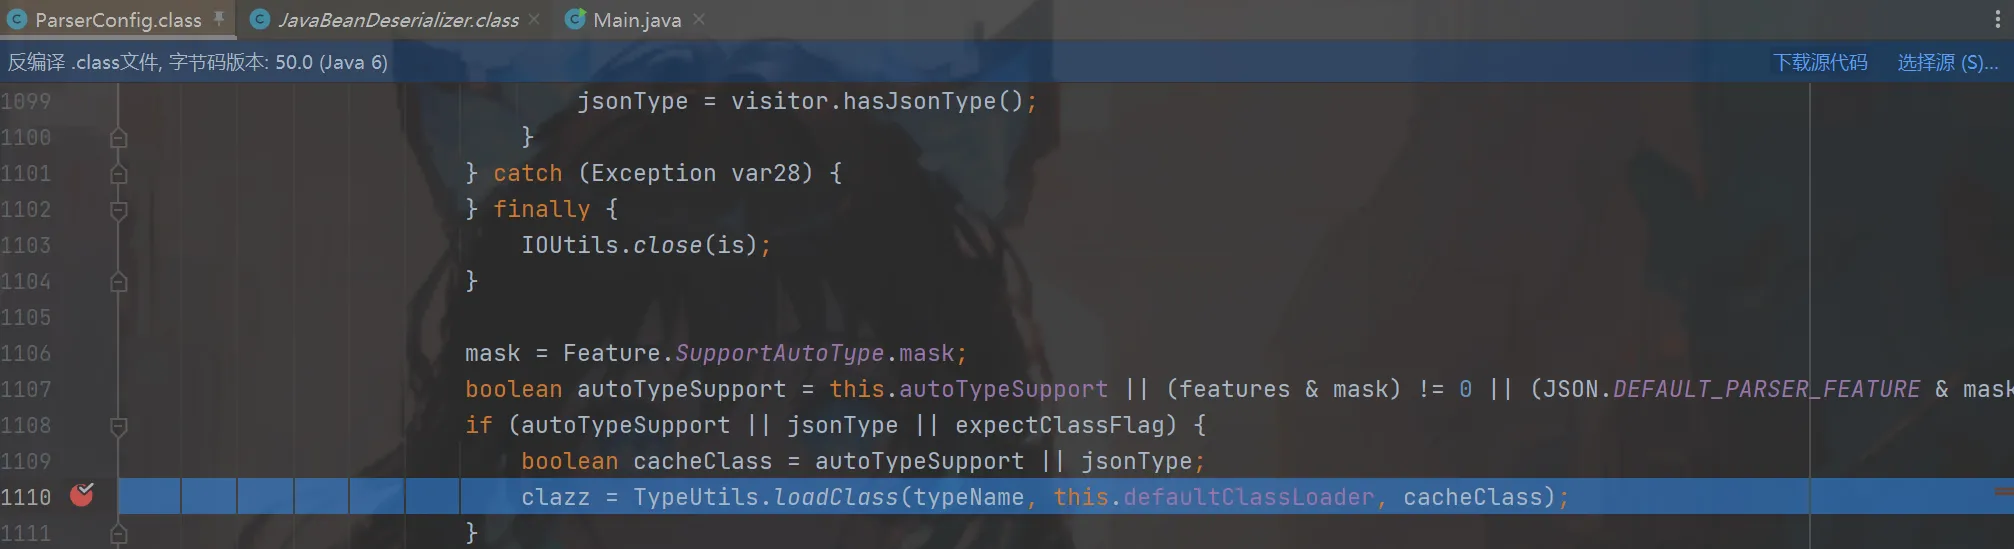 ParserConfig.class JavaBeanDeserializer.class Main.java
反编译 .class文件, 字节码版本: 50.0 (Java 6) 下载源代码 选择源 (S)...
1099 jsonType = visitor.hasJsonType();
1100 }
1101 } catch (Exception var28) {
1102 } finally {
1103 IOUtils.close(is);
1104 }
1105
1106 mask = Feature.SupportAutoType.mask;
1107 boolean autoTypeSupport = this.autoTypeSupport || (features & mask) != 0 || (JSON.DEFAULT_PARSER_FEATURE & mask
1108 if (autoTypeSupport || jsonType || expectClassFlag) {
1109 boolean cacheClass = autoTypeSupport || jsonType;
1110 clazz = TypeUtils.loadClass(typeName, this.defaultClassLoader, cacheClass);
1111 }